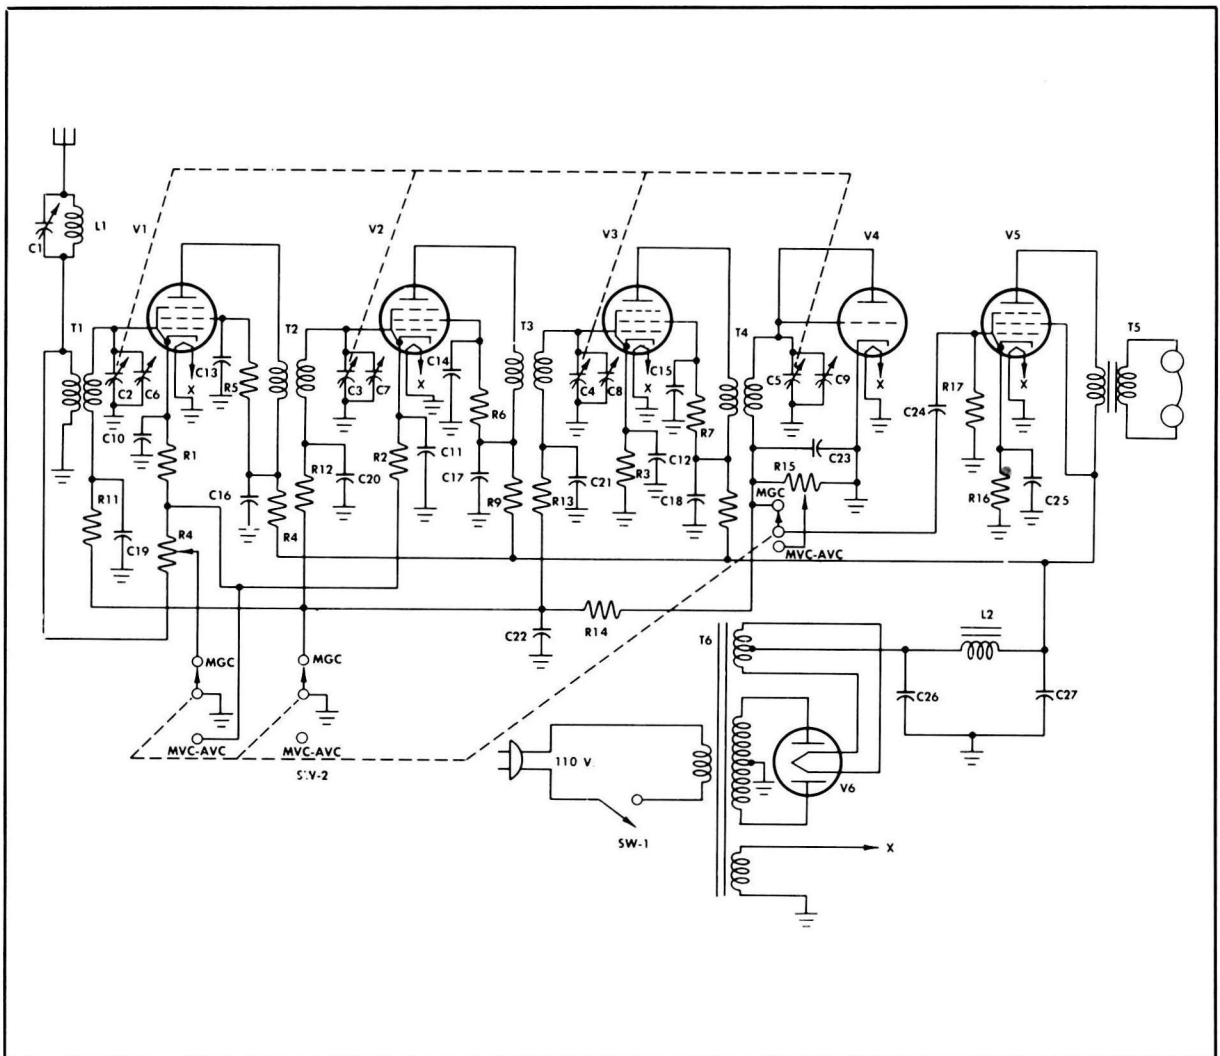 L1
C1
V1
V2
V3
V4
V5
T1
T2
T3
T4
T5
C2
C6
C13
R5
C3
C7
C14
R6
C4
C8
C15
R7
C5
C9
C24
R17
C10
R1
C16
R12
C20
R2
C11
C17
R9
R13
C21
R3
C12
C18
R15
C23
MGC
MVC-AVC
R16
C25
R11
C19
R4
R4
X
X
X
X
X
C22
R14
MGC
MVC-AVC
MGC
MVC-AVC
SW-2
110 V.
SW-1
T6
V6
L2
C26
C27
X